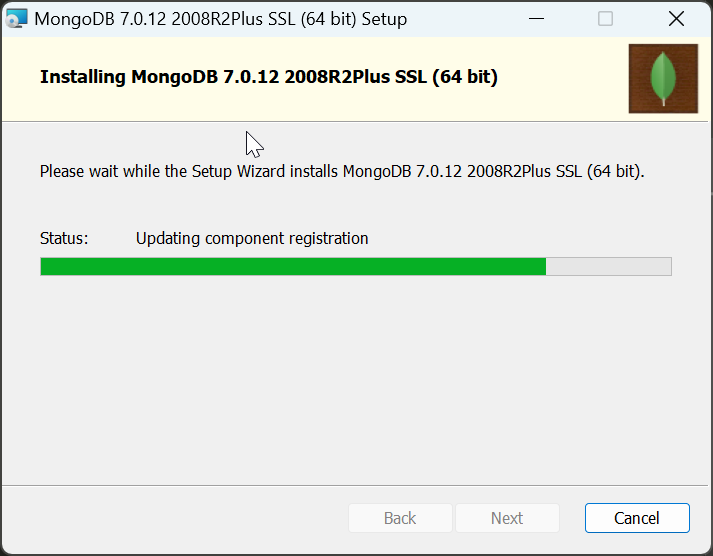 MongoDB 7.0.12 2008R2Plus SSL (64 bit) Setup
Installing MongoDB 7.0.12 2008R2Plus SSL (64 bit)
Please wait while the Setup Wizard installs MongoDB 7.0.12 2008R2Plus SSL (64 bit).
Status: Updating component registration
Back Next Cancel